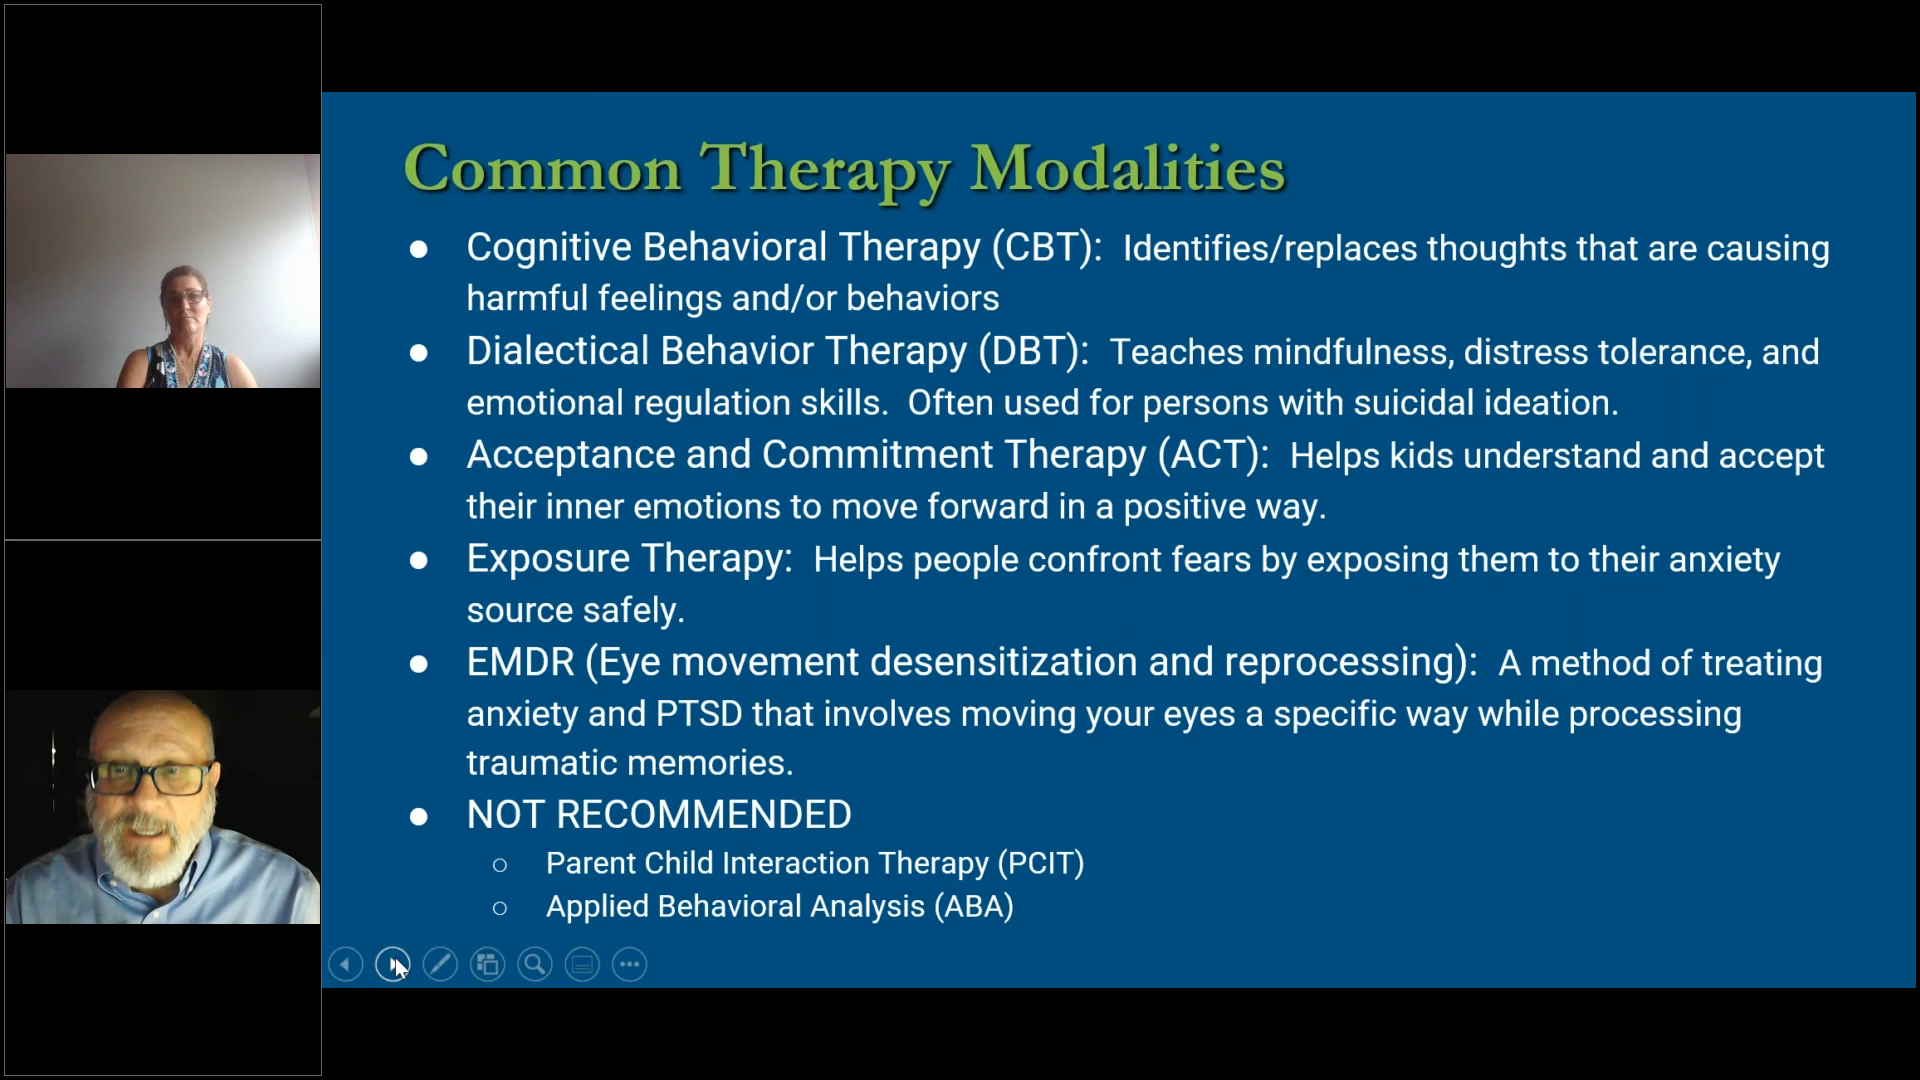 Common Therapy Modalities
● Cognitive Behavioral Therapy (CBT): Identifies/replaces thoughts that are causing
harmful feelings and/or behaviors
● Dialectical Behavior Therapy (DBT): Teaches mindfulness, distress tolerance, and
emotional regulation skills. Often used for persons with suicidal ideation.
● Acceptance and Commitment Therapy (ACT): Helps kids understand and accept
their inner emotions to move forward in a positive way.
● Exposure Therapy: Helps people confront fears by exposing them to their anxiety
source safely.
● EMDR (Eye movement desensitization and reprocessing): A method of treating
anxiety and PTSD that involves moving your eyes a specific way while processing
traumatic memories.
● NOT RECOMMENDED
○ Parent Child Interaction Therapy (PCIT)
○ Applied Behavioral Analysis (ABA)